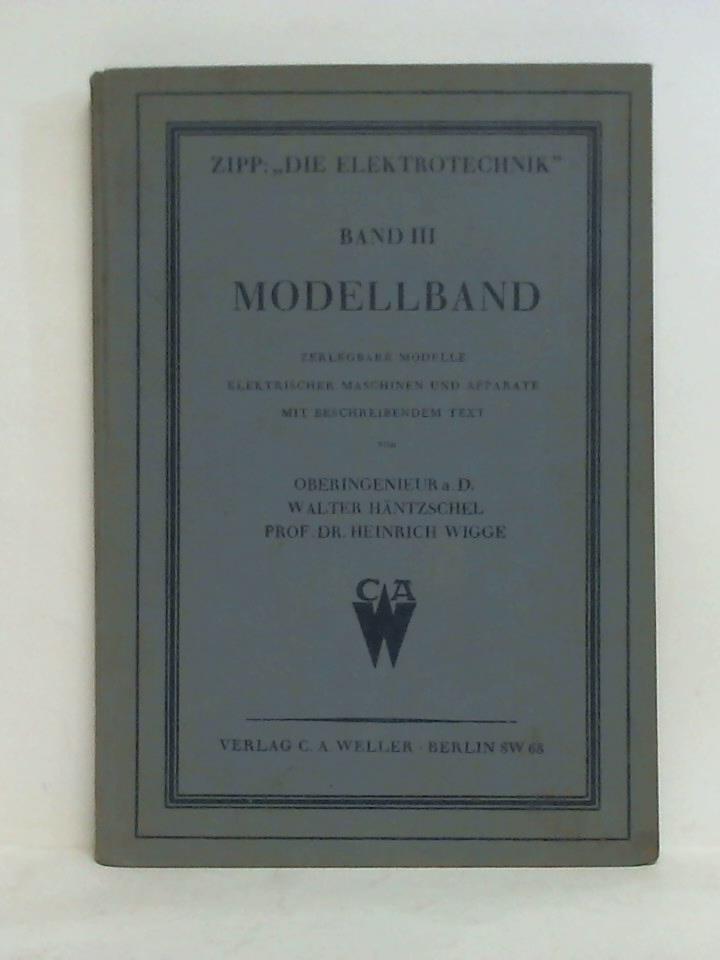 ZIPP: „DIE ELEKTROTECHNIK"
BAND III
MODELLBAND
ZERLEGBARE MODELLE
ELEKTRISCHER MASCHINEN UND APPARATE
MIT BESCHREIBENDEM TEXT
VON
OBERINGENIEUR a. D.
WALTER HÄNTZSCHEL
PROF. DR. HEINRICH WIGGE
CAW
VERLAG C. A. WELLER · BERLIN SW 68